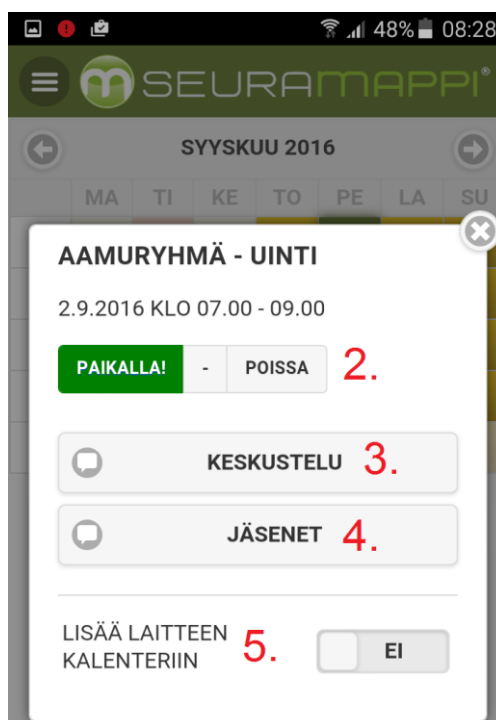 48% 08:28
m SEURAMAPPI®
SYYSKUU 2016
MA TI KE TO PE LA SU
AAMURYHMÄ - UINTI
2.9.2016 KLO 07.00 - 09.00
PAIKALLA! - POISSA 2.
KESKUSTELU 3.
JÄSENET 4.
LISÄÄ LAITTEEN
KALENTERIIN 5. EI